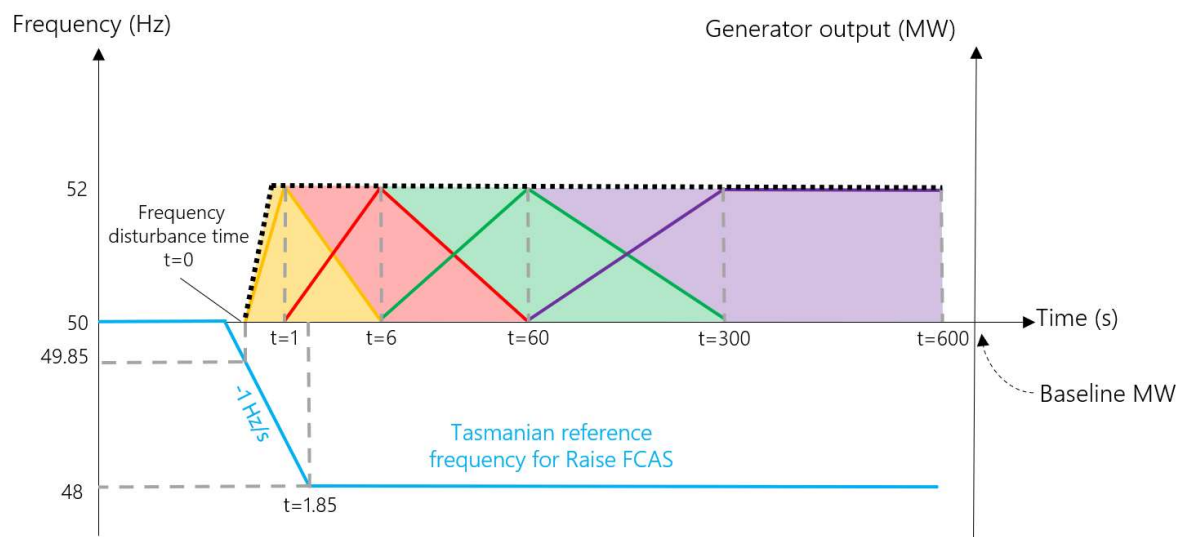 Frequency (Hz)
Generator output (MW)
52
Frequency
disturbance time
t=0
50
Time (s)
t=1
t=6
t=60
t=300
t=600
49.85
-1 Hz/s
Baseline MW
Tasmanian reference
frequency for Raise FCAS
48
t=1.85